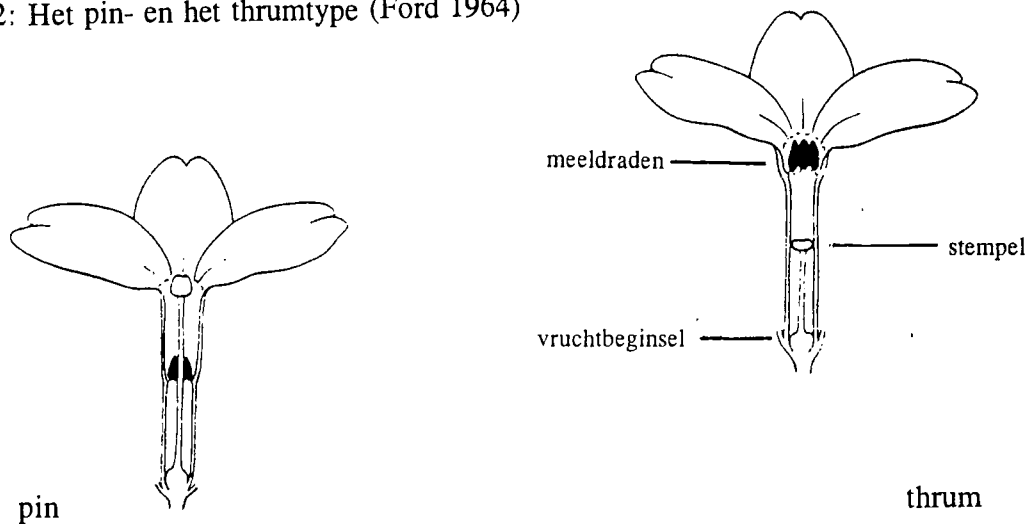 2: Het pin- en het thrumtype (Ford 1964)
meeldraden
stempel
vruchtbeginsel
pin
thrum